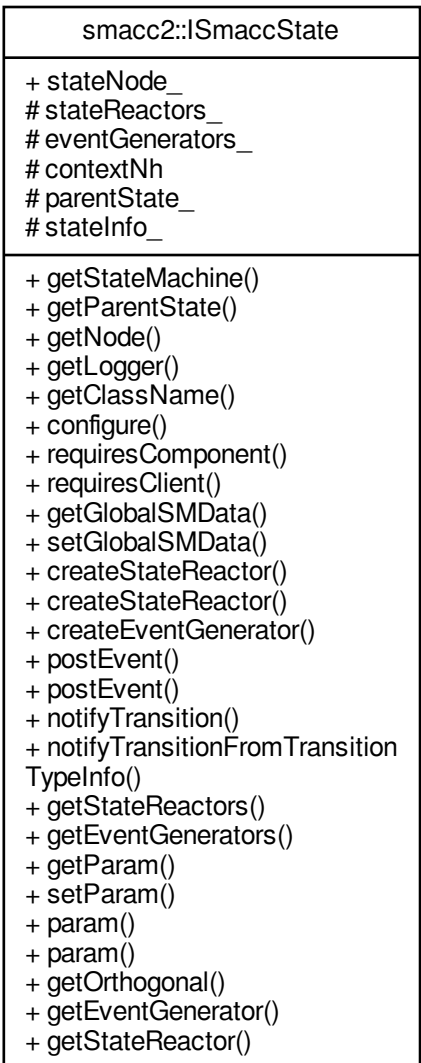 smacc2::ISmaccState
+ stateNode_
# stateReactors_
# eventGenerators_
# contextNh
# parentState_
# stateInfo_
+ getStateMachine()
+ getParentState()
+ getNode()
+ getLogger()
+ getClassName()
+ configure()
+ requiresComponent()
+ requiresClient()
+ getGlobalSMData()
+ setGlobalSMData()
+ createStateReactor()
+ createStateReactor()
+ createEventGenerator()
+ postEvent()
+ postEvent()
+ notifyTransition()
+ notifyTransitionFromTransition
TypeInfo()
+ getStateReactors()
+ getEventGenerators()
+ getParam()
+ setParam()
+ param()
+ param()
+ getOrthogonal()
+ getEventGenerator()
+ getStateReactor()